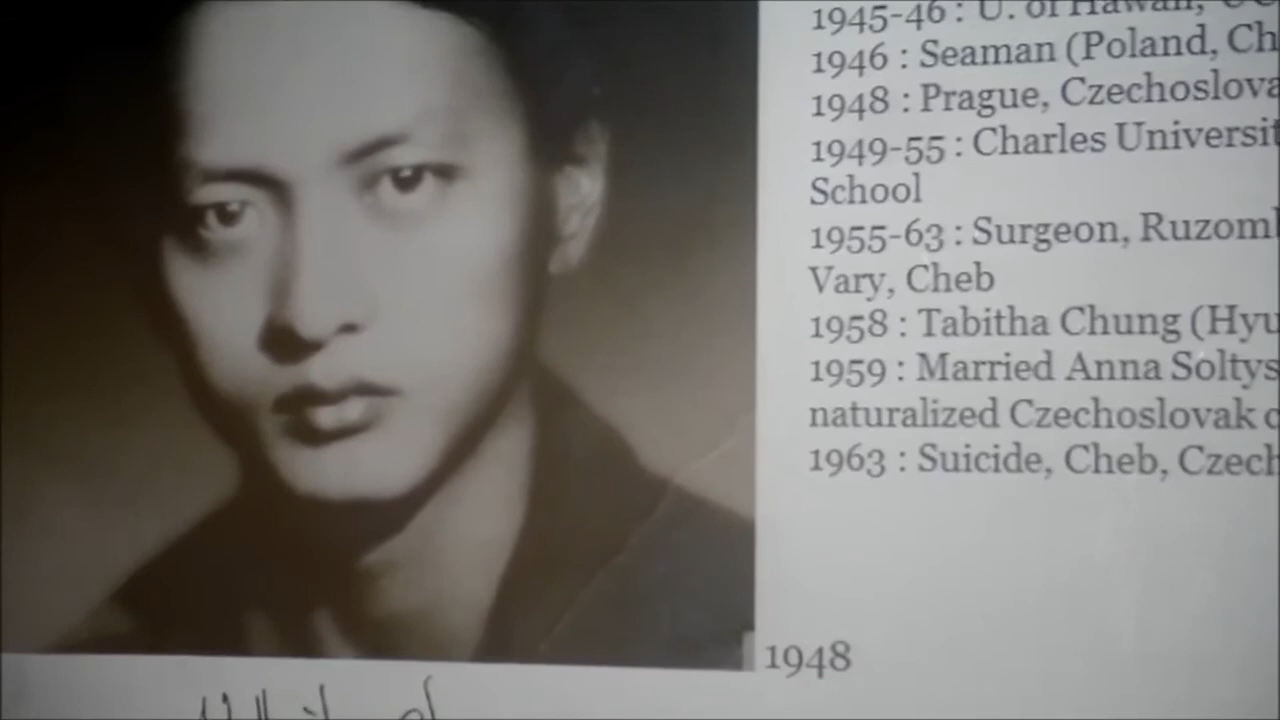 1945-46 : U. of Hawaii,
1946 : Seaman (Poland, Ch
1948 : Prague, Czechoslova
1949-55 : Charles Universit
School
1955-63 : Surgeon, Ruzom
Vary, Cheb
1958 : Tabitha Chung (Hyu
1959 : Married Anna Soltys
naturalized Czechoslovak c
1963 : Suicide, Cheb, Czech
1948